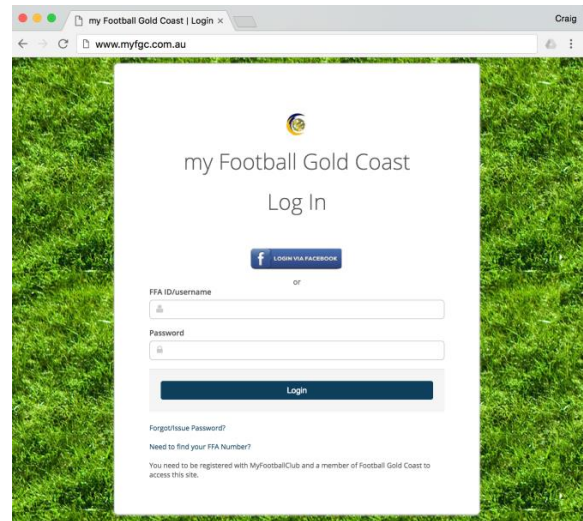 my Football Gold Coast | Login ×
Craig
www.myfgc.com.au
my Football Gold Coast
Log In
f LOGIN VIA FACEBOOK
or
FFA ID/username
Password
Login
Forgot/Issue Password?
Need to find your FFA Number?
You need to be registered with MyFootballClub and a member of Football Gold Coast to
access this site.